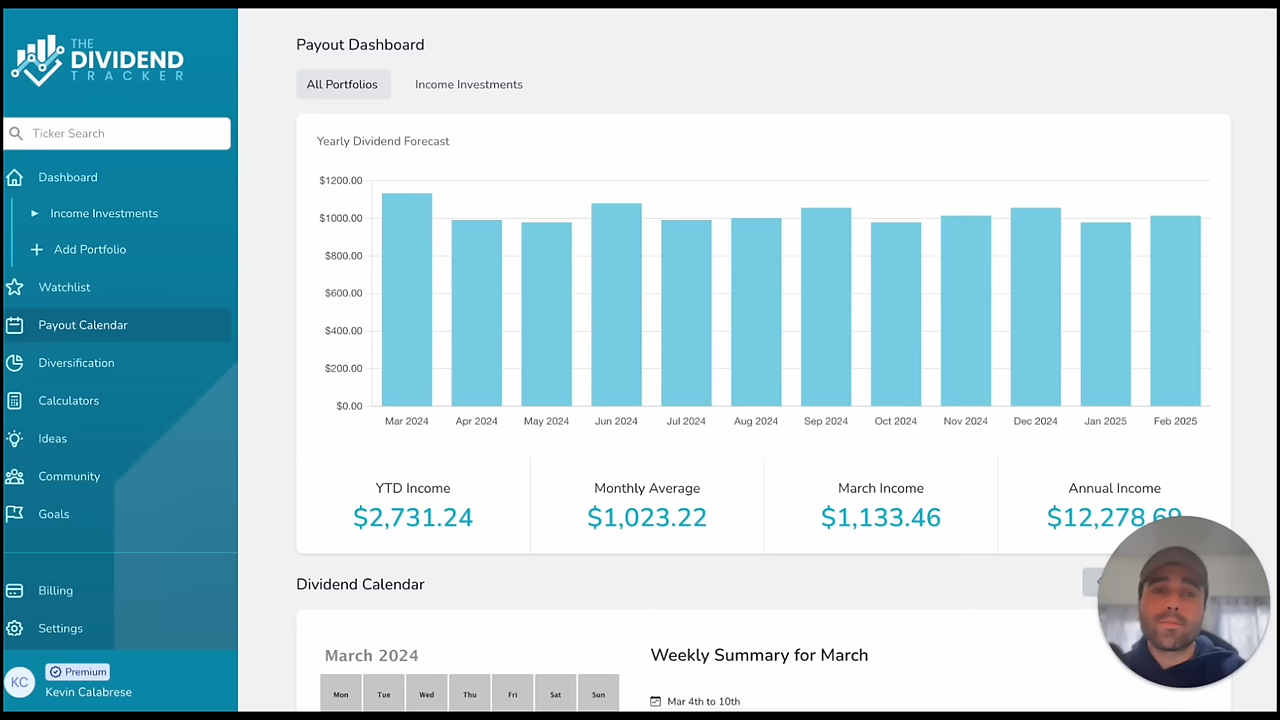 THE
DIVIDEND
TRACKER
Ticker Search
Dashboard
Income Investments
Add Portfolio
Watchlist
Payout Calendar
Diversification
Calculators
Ideas
Community
Goals
Billing
Settings
KC
Premium
Kevin Calabrese
Payout Dashboard
All Portfolios
Income Investments
Yearly Dividend Forecast
$1200.00
$1000.00
$800.00
$600.00
$400.00
$200.00
$0.00
Mar 2024 Apr 2024 May 2024 Jun 2024 Jul 2024 Aug 2024 Sep 2024 Oct 2024 Nov 2024 Dec 2024 Jan 2025 Feb 2025
YTD Income
$2,731.24
Monthly Average
$1,023.22
March Income
$1,133.46
Annual Income
$12,278.69
Dividend Calendar
March 2024
Mon Tue Wed Thu Fri Sat Sun
Weekly Summary for March
Mar 4th to 10th